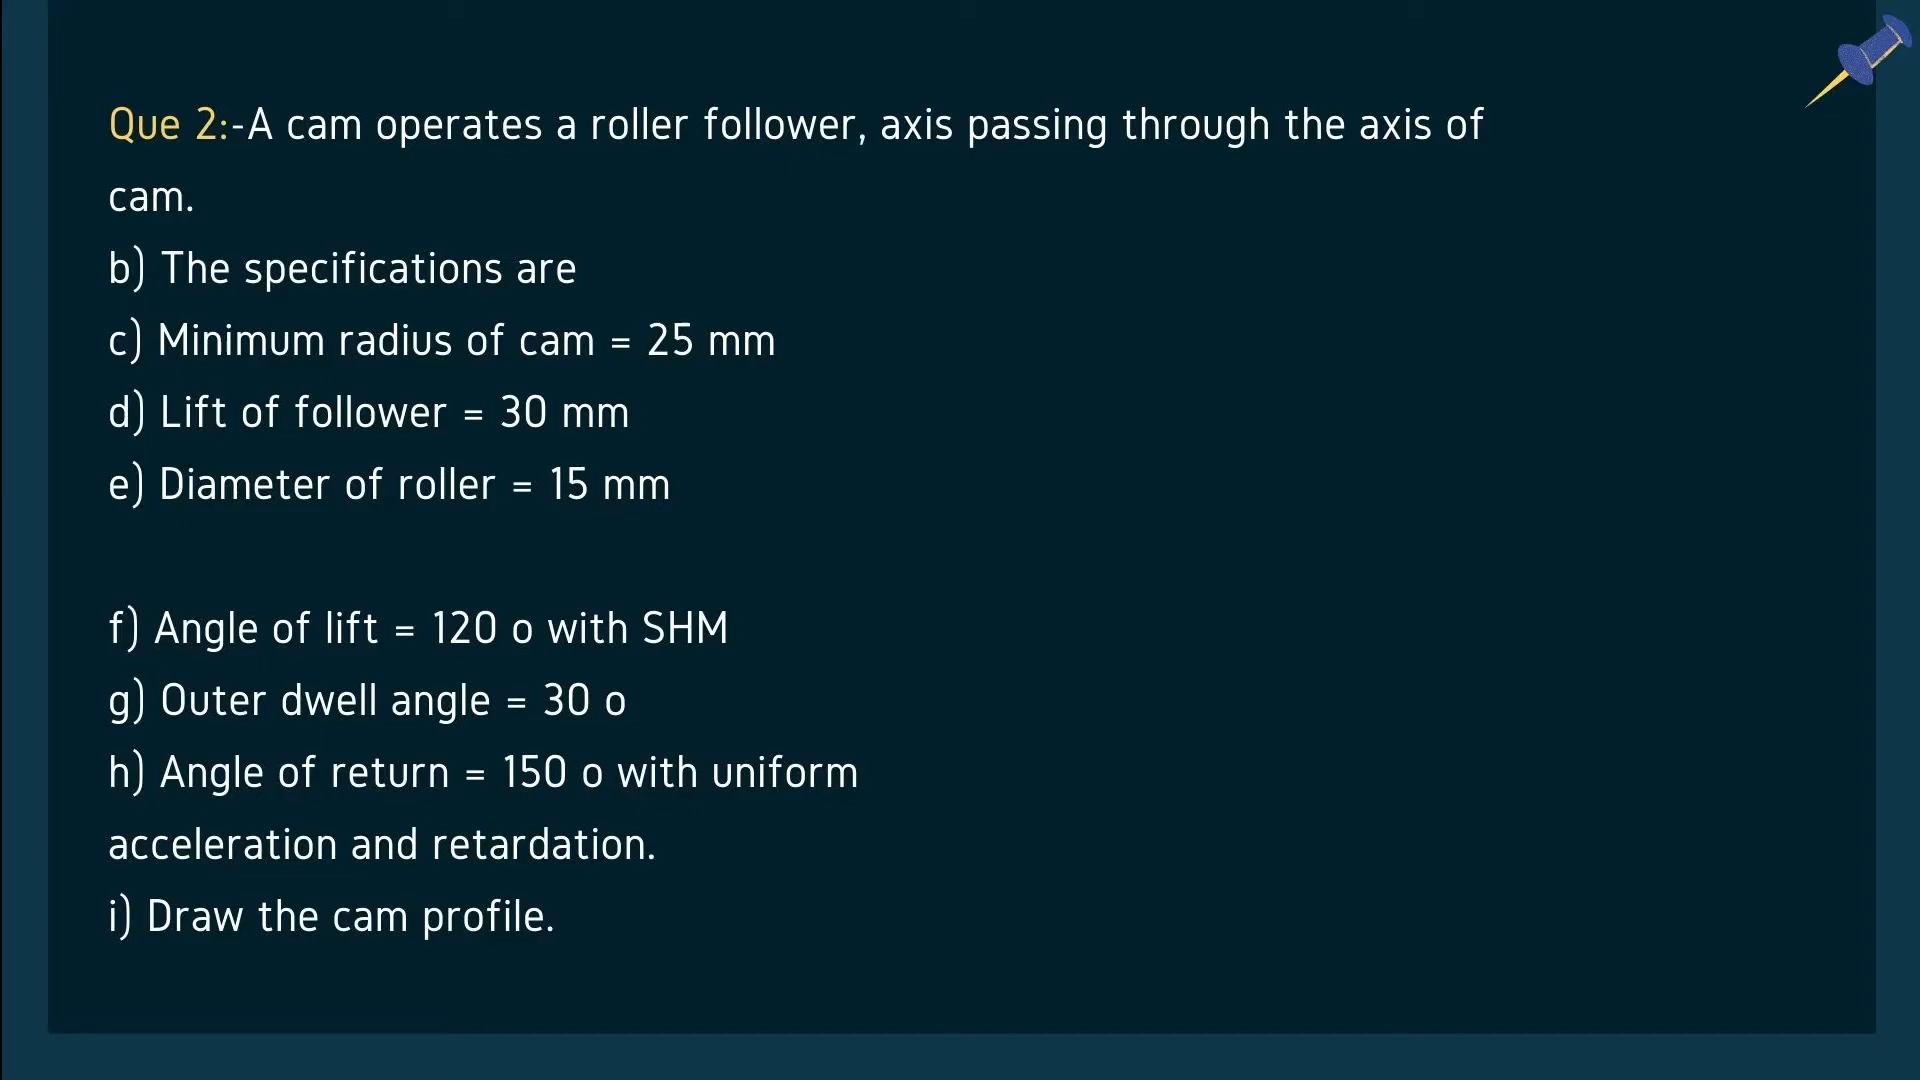 Que 2:-A cam operates a roller follower, axis passing through the axis of
cam.
b) The specifications are
c) Minimum radius of cam = 25 mm
d) Lift of follower = 30 mm
e) Diameter of roller = 15 mm
f) Angle of lift = 120 o with SHM
g) Outer dwell angle = 30 o
h) Angle of return = 150 o with uniform
acceleration and retardation.
i) Draw the cam profile.